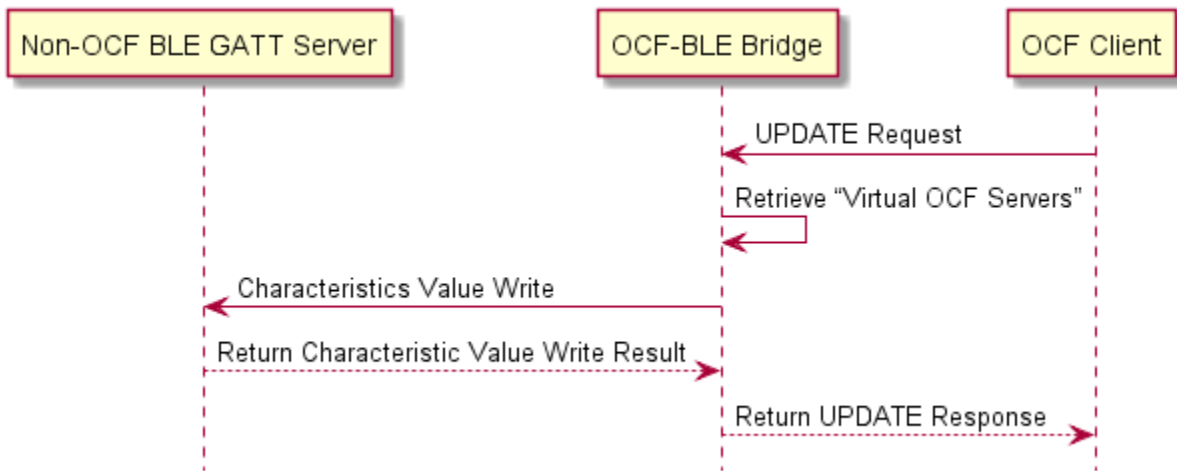 Non-OCF BLE GATT Server
OCF-BLE Bridge
OCF Client
UPDATE Request
Retrieve “Virtual OCF Servers”
Characteristics Value Write
Return Characteristic Value Write Result
Return UPDATE Response